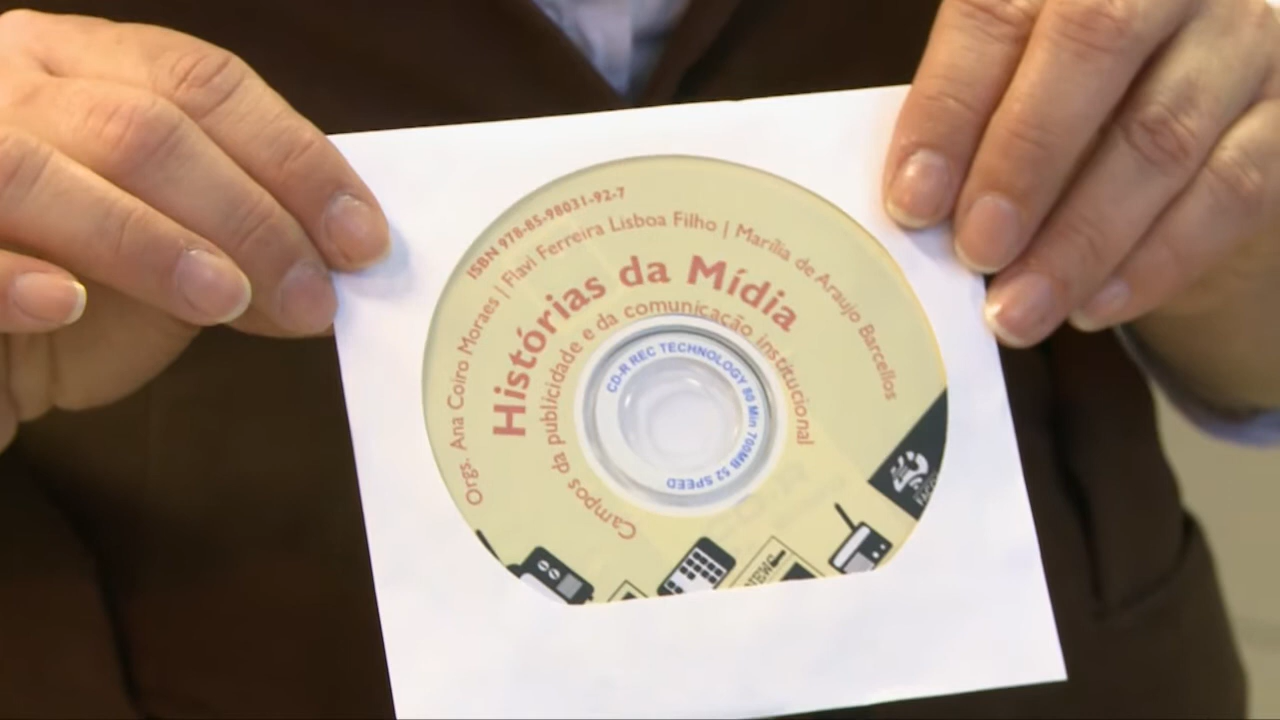 ISBN 978-85-98031-92-7
Orgs. Ana Coiro Moraes | Flavi Ferreira Lisboa Filho | Marília de Araujo Barcellos
Histórias da Mídia
Campos da publicidade e da comunicação institucional
CD-R REC TECHNOLOGY 80 Min 700MB 52 SPEED
NEWS